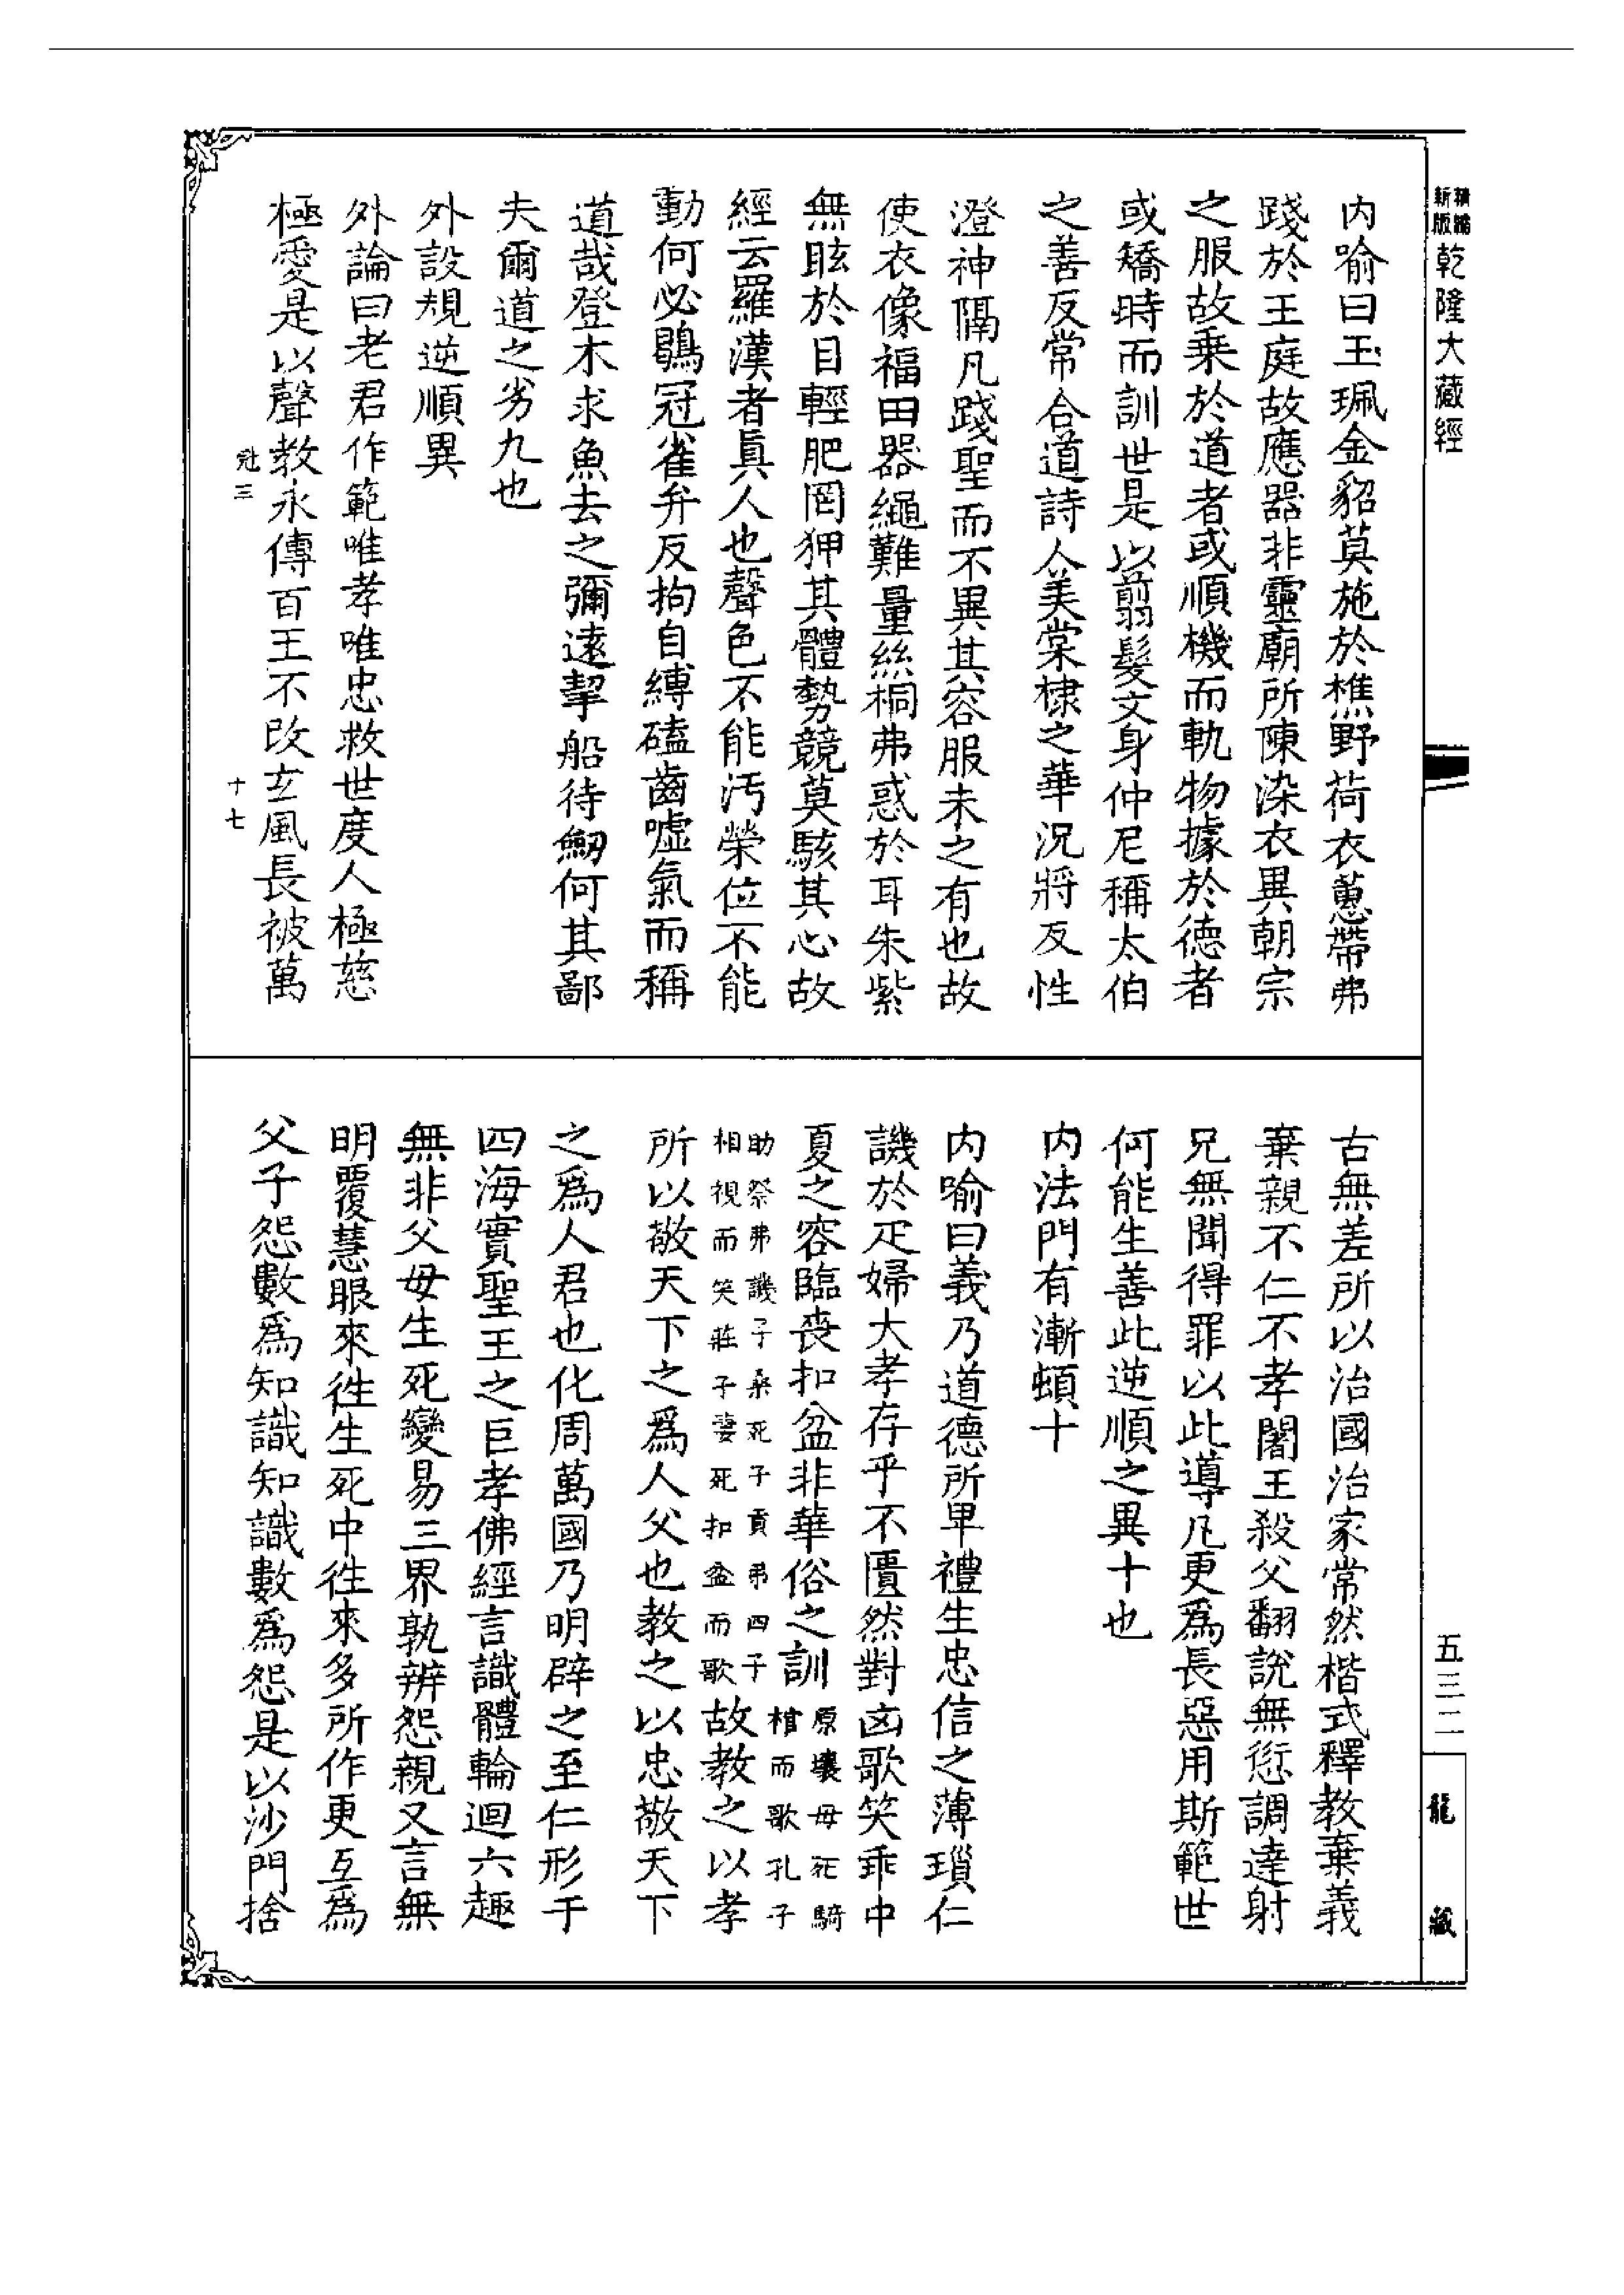 新編
新版
乾隆大藏經
內喻曰玉珮金貂莫施於樵野荷衣蕙帶弗
踐於王庭故應器非靈廟所陳染衣異朝宗
之服故乗於道者或順機而軌物據於德者
或矯時而訓世是以翦髮文身仲尼稱太伯
之善反常合道詩人美棠棣之華況將反性
澄神隔凡踐聖而不異其容服未之有也故
使衣像福田器繩難量絲桐弗惑於耳朱紫
無眩於目輕肥罔狎其體勢競莫駭其心故
經云羅漢者真人也聲色不能汚榮位不能
動何必鶡冠雀弁反拘自縛磕齒噓氣而稱
道哉登木求魚去之彌遠挈船待劒何其鄙
夫爾道之劣九也
外設規逆順異
外論曰老君作範唯孝唯忠救世度人極慈
極愛是以聲教永傳百王不改玄風長被萬
三
十七
古無差所以治國治家常然楷式釋教棄義
棄親不仁不孝闍王殺父翻說無愆調達射
兄無聞得罪以此導凡更爲長惡用斯範世
何能生善此逆順之異十也
內法門有漸頓十
內喻曰義乃道德所卑禮生忠信之薄瑣仁
譏於疋婦大孝存乎不匱然對凶歌笑乖中
夏之容臨喪扣盆非華俗之訓原壤母死騎
棺而歌孔子
助祭弗譏子桑死子貢弔四子
相視而笑莊子妻死扣盆而歌故教之以孝
所以敬天下之爲人父也教之以忠敬天下
之爲人君也化周萬國乃明辟之至仁形于
四海實聖王之巨孝佛經言識體輪迴六趣
無非父母生死變易三界孰辨怨親又言無
明覆慧眼來徃生死中徃來多所作更互爲
父子怨數爲知識知識數爲怨是以沙門捨
五三二
龍藏